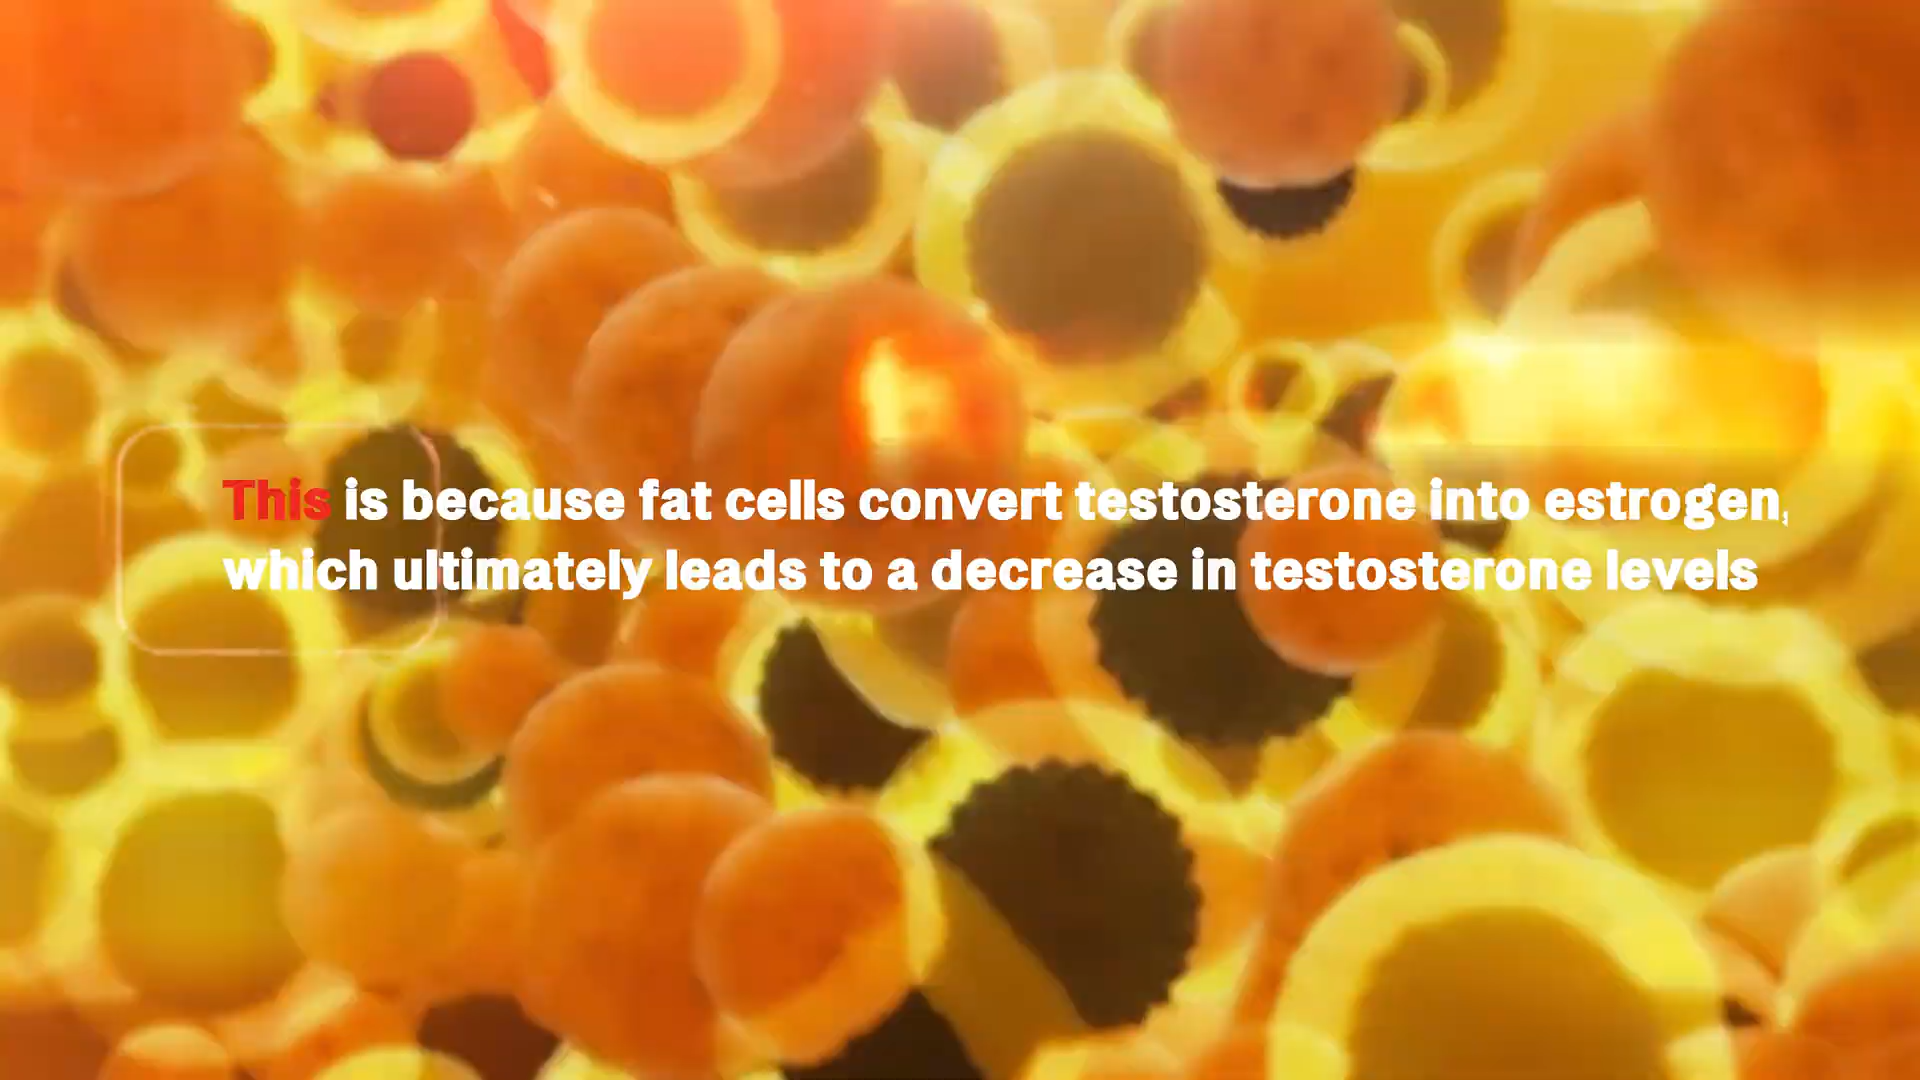 This is because fat cells convert testosterone into estrogen,
which ultimately leads to a decrease in testosterone levels